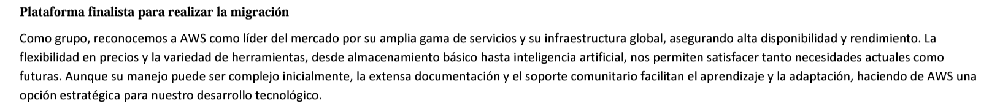 Plataforma finalista para realizar la migración
Como grupo, reconocemos a AWS como líder del mercado por su amplia gama de servicios y su infraestructura global, asegurando alta disponibilidad y rendimiento. La
flexibilidad en precios y la variedad de herramientas, desde almacenamiento básico hasta inteligencia artificial, nos permiten satisfacer tanto necesidades actuales como
futuras. Aunque su manejo puede ser complejo inicialmente, la extensa documentación y el soporte comunitario facilitan el aprendizaje y la adaptación, haciendo de AWS una
opción estratégica para nuestro desarrollo tecnológico.